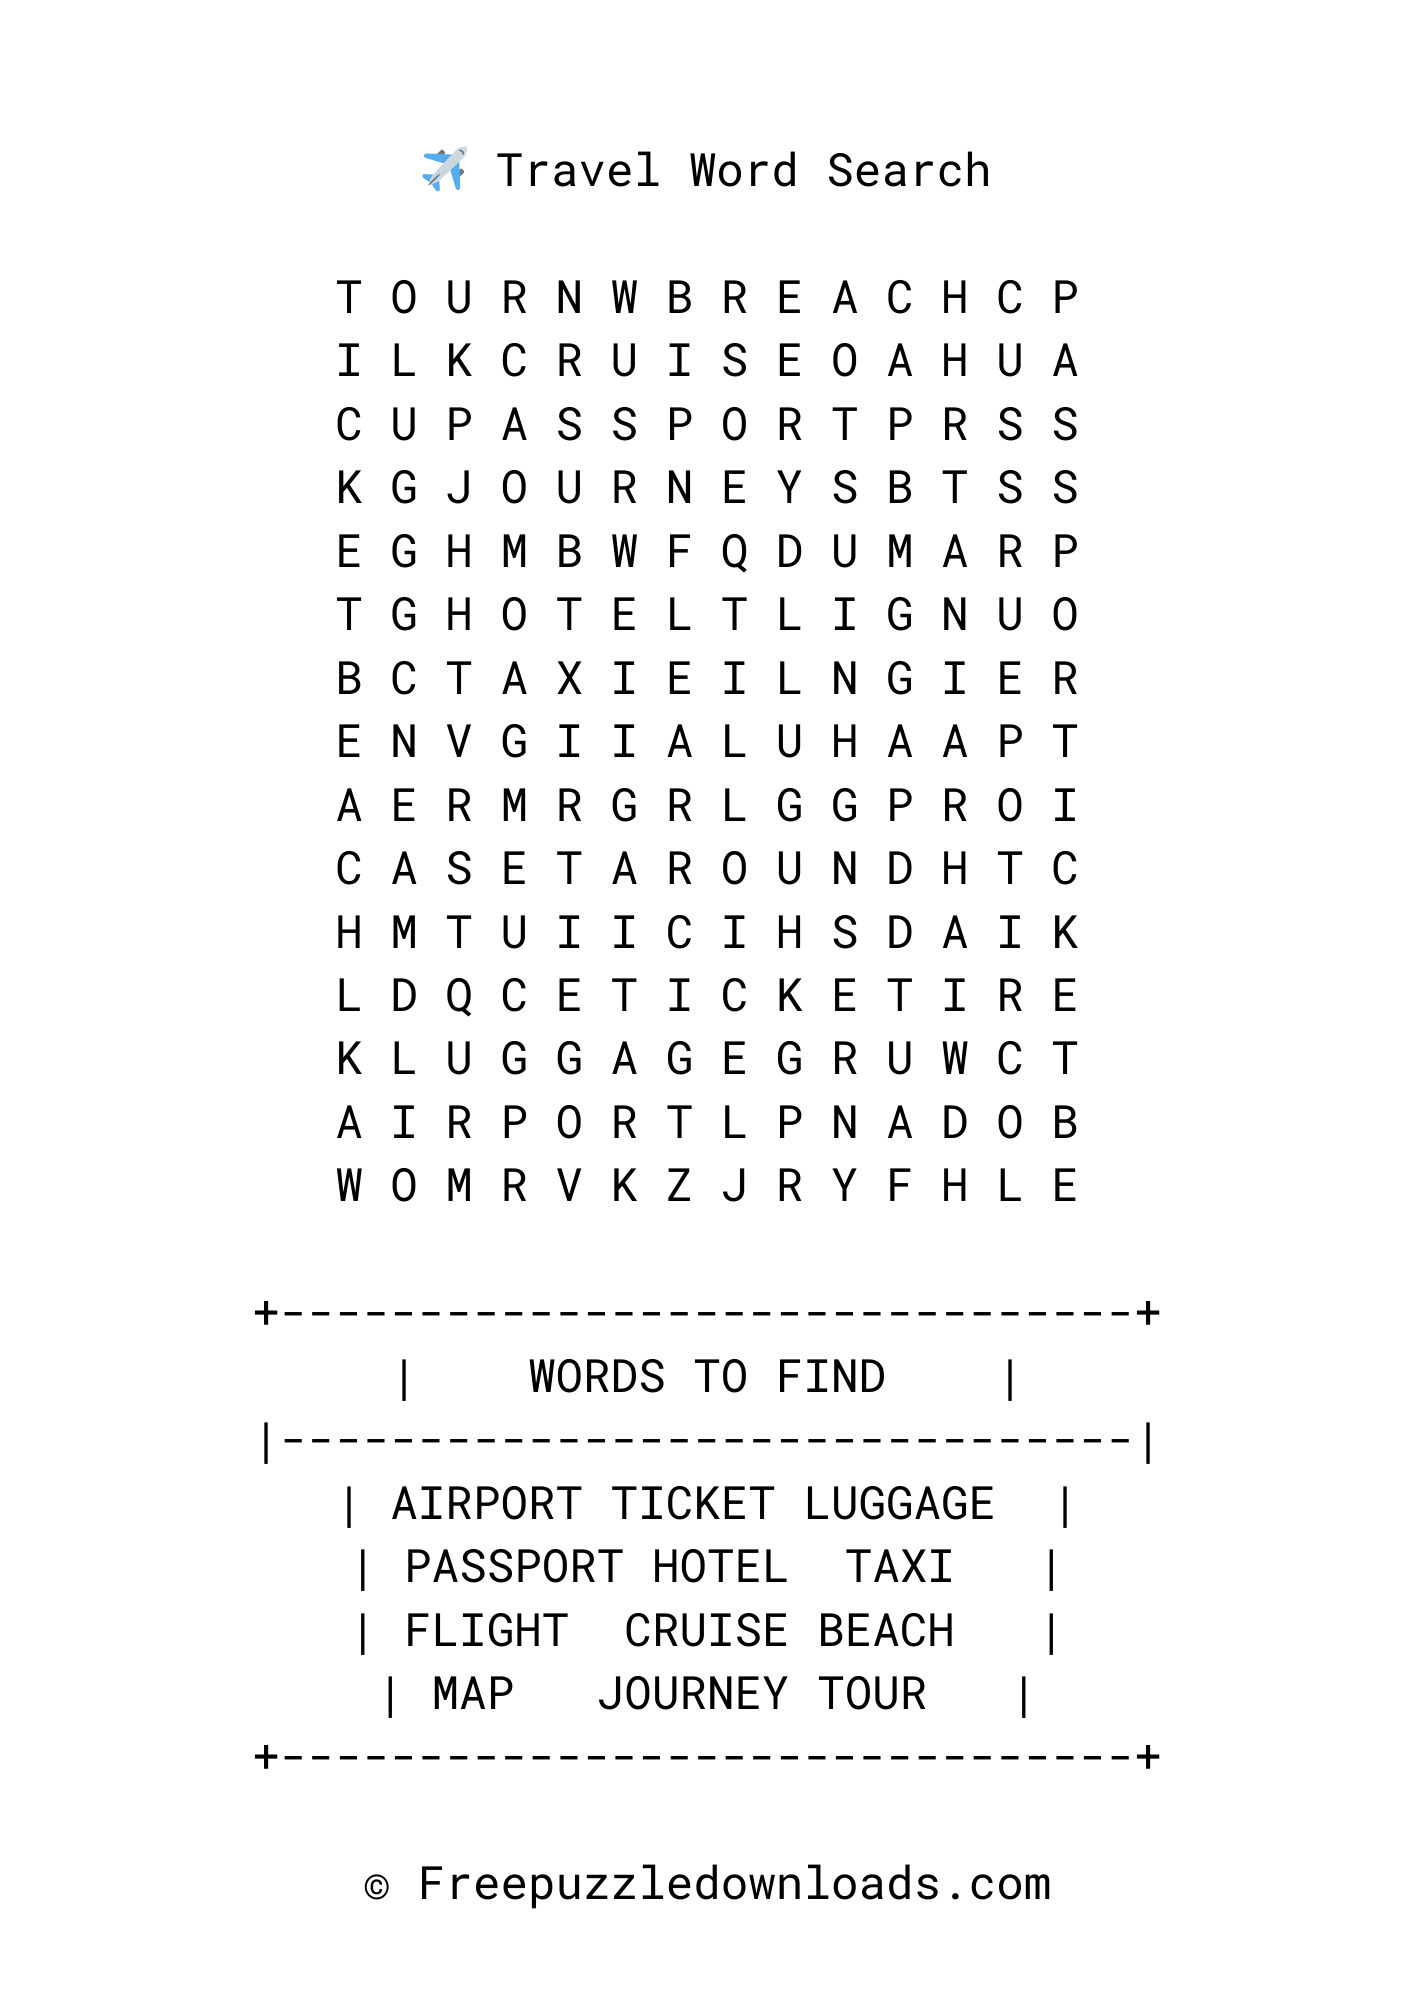 ✈️ Travel Word Search
T O U R N W B R E A C H C P
I L K C R U I S E O A H U A
C U P A S S P O R T P R S S
K G J O U R N E Y S B T S S
E G H M B W F Q D U M A R P
T G H O T E L T L I G N U O
B C T A X I E I L N G I E R
E N V G I I A L U H A A P T
A E R M R G R L G G P R O I
C A S E T A R O U N D H T C
H M T U I I C I H S D A I K
L D Q C E T I C K E T I R E
K L U G G A G E G R U W C T
A I R P O R T L P N A D O B
W O M R V K Z J R Y F H L E
+-------------------------------+
| WORDS TO FIND |
|-------------------------------|
| AIRPORT TICKET LUGGAGE |
| PASSPORT HOTEL TAXI |
| FLIGHT CRUISE BEACH |
| MAP JOURNEY TOUR |
+-------------------------------+
© Freepuzzledownloads.com